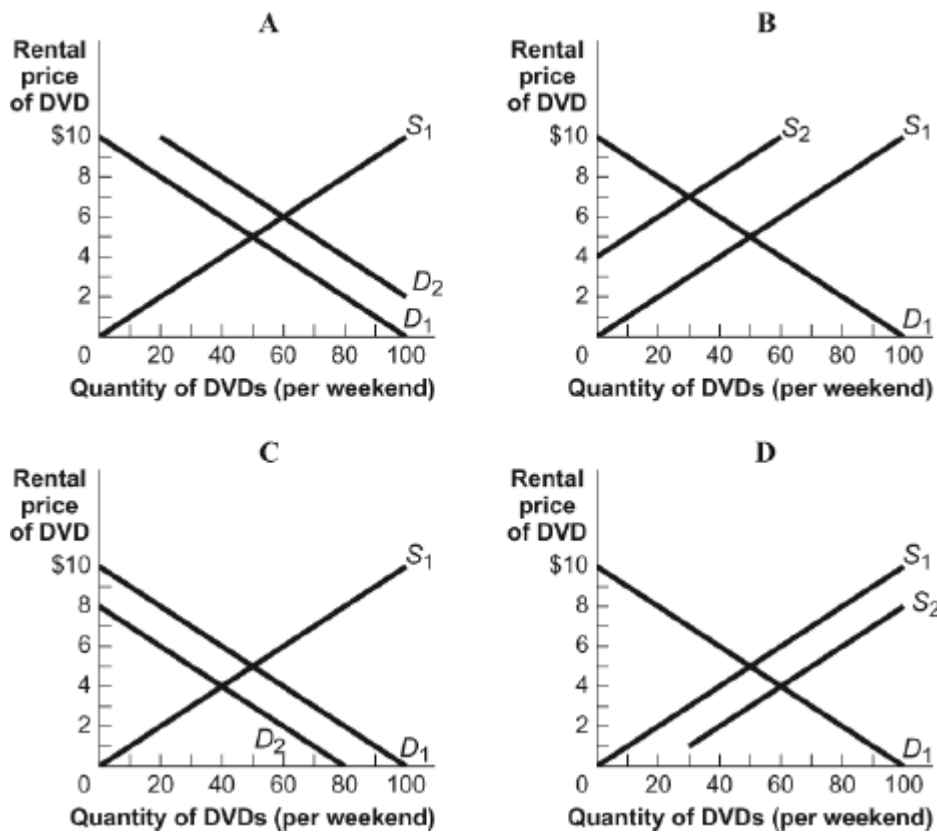 A
Rental
price
of DVD
$10
8
6
4
2
0
20 40 60 80 100
S1
D2
D1
Quantity of DVDs (per weekend)
B
Rental
price
of DVD
$10
8
6
4
2
0
20 40 60 80 100
S2
S1
D1
Quantity of DVDs (per weekend)
C
Rental
price
of DVD
$10
8
6
4
2
0
20 40 60 80 100
S1
D2
D1
Quantity of DVDs (per weekend)
D
Rental
price
of DVD
$10
8
6
4
2
0
20 40 60 80 100
S1
S2
D1
Quantity of DVDs (per weekend)